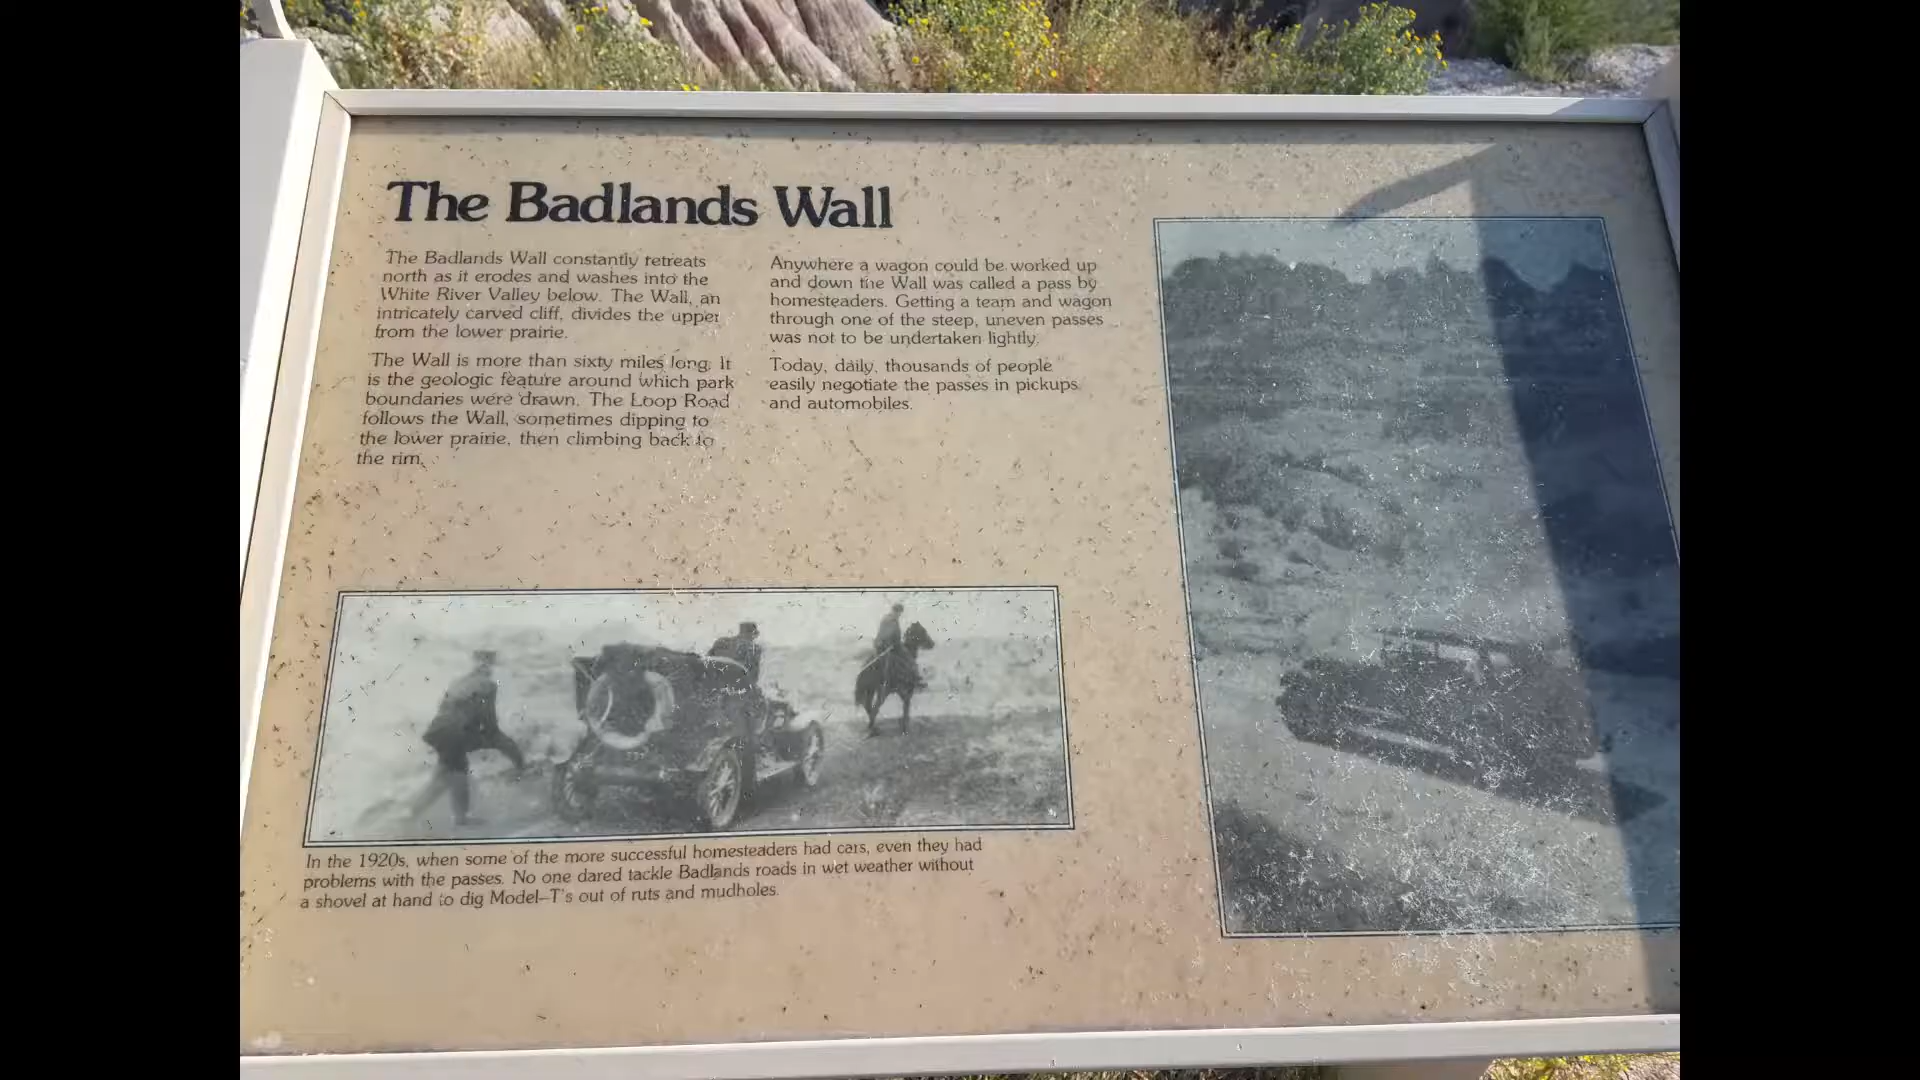 The Badlands Wall
The Badlands Wall constantly retreats
north as it erodes and washes into the
White River Valley below. The Wall, an
intricately carved cliff, divides the upper
from the lower prairie.
The Wall is more than sixty miles long. It
is the geologic feature around which park
boundaries were drawn. The Loop Road
follows the Wall, sometimes dipping to
the lower prairie, then climbing back to
the rim.
Anywhere a wagon could be worked up
and down the Wall was called a pass by
homesteaders. Getting a team and wagon
through one of the steep, uneven passes
was not to be undertaken lightly.
Today, daily, thousands of people
easily negotiate the passes in pickups
and automobiles.
In the 1920s, when some of the more successful homesteaders had cars, even they had
problems with the passes. No one dared tackle Badlands roads in wet weather without
a shovel at hand to dig Model–T's out of ruts and mudholes.